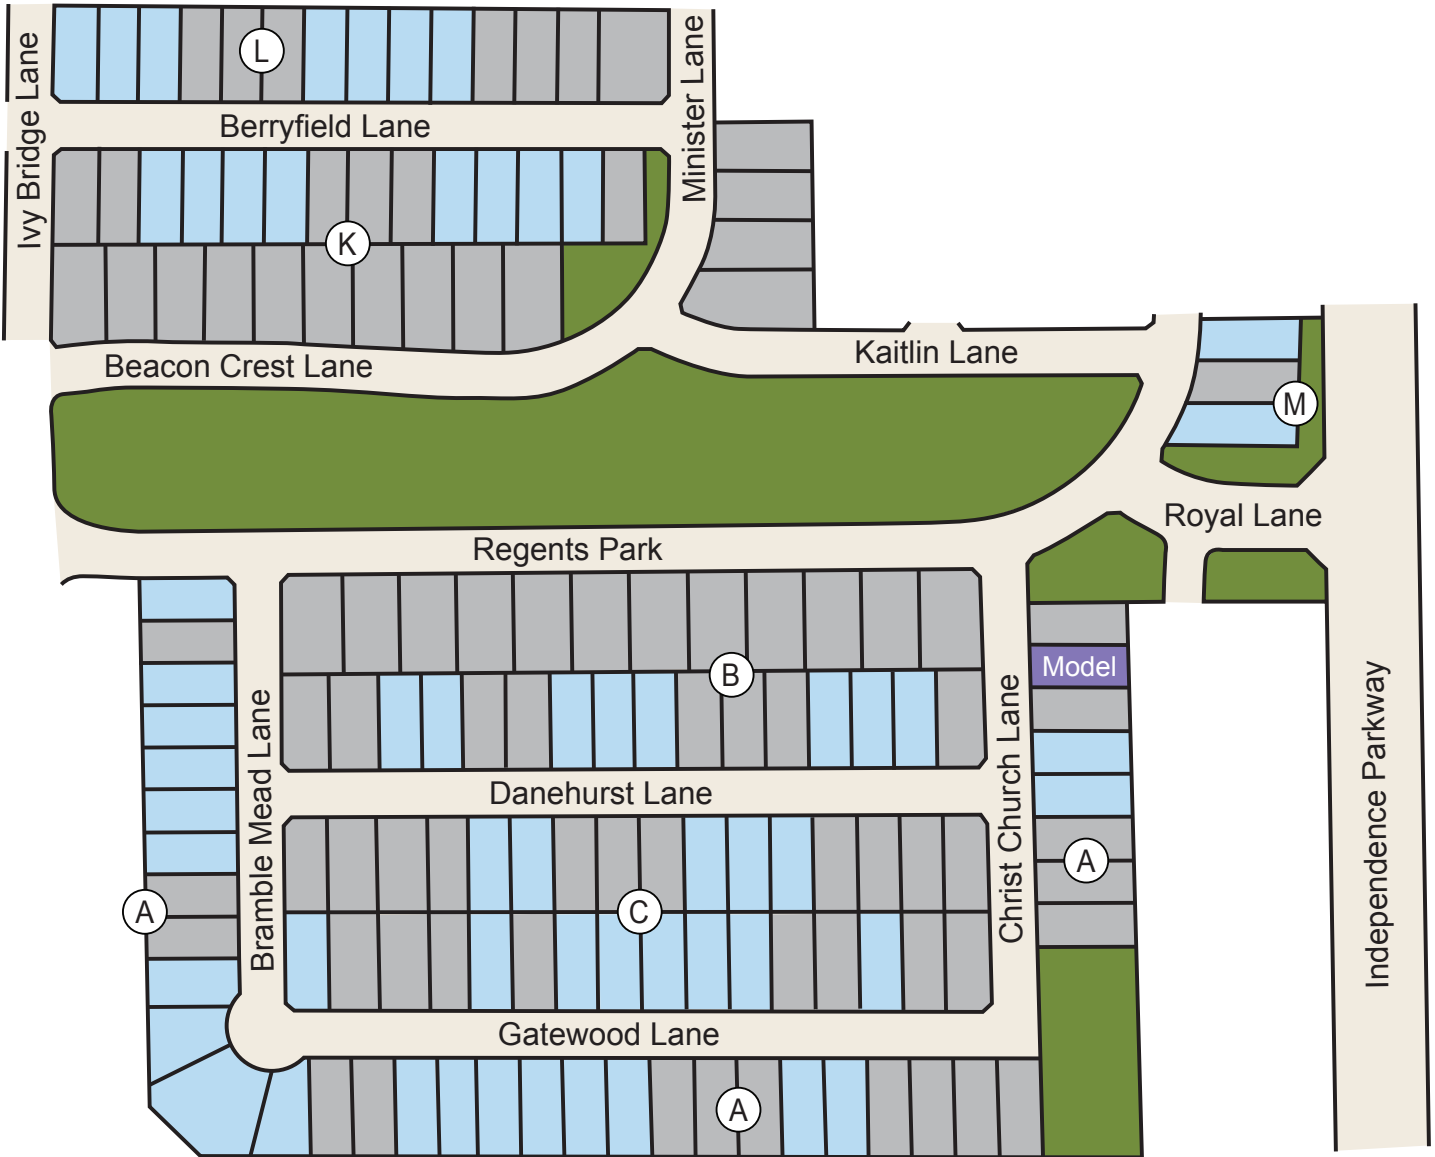 Ivy Bridge Lane
L
Minister Lane
Berryfield Lane
K
Beacon Crest Lane
Kaitlin Lane
M
Royal Lane
Regents Park
Model
B
Bramble Mead Lane
Christ Church Lane
Independence Parkway
Danehurst Lane
A
A
C
Gatewood Lane
A